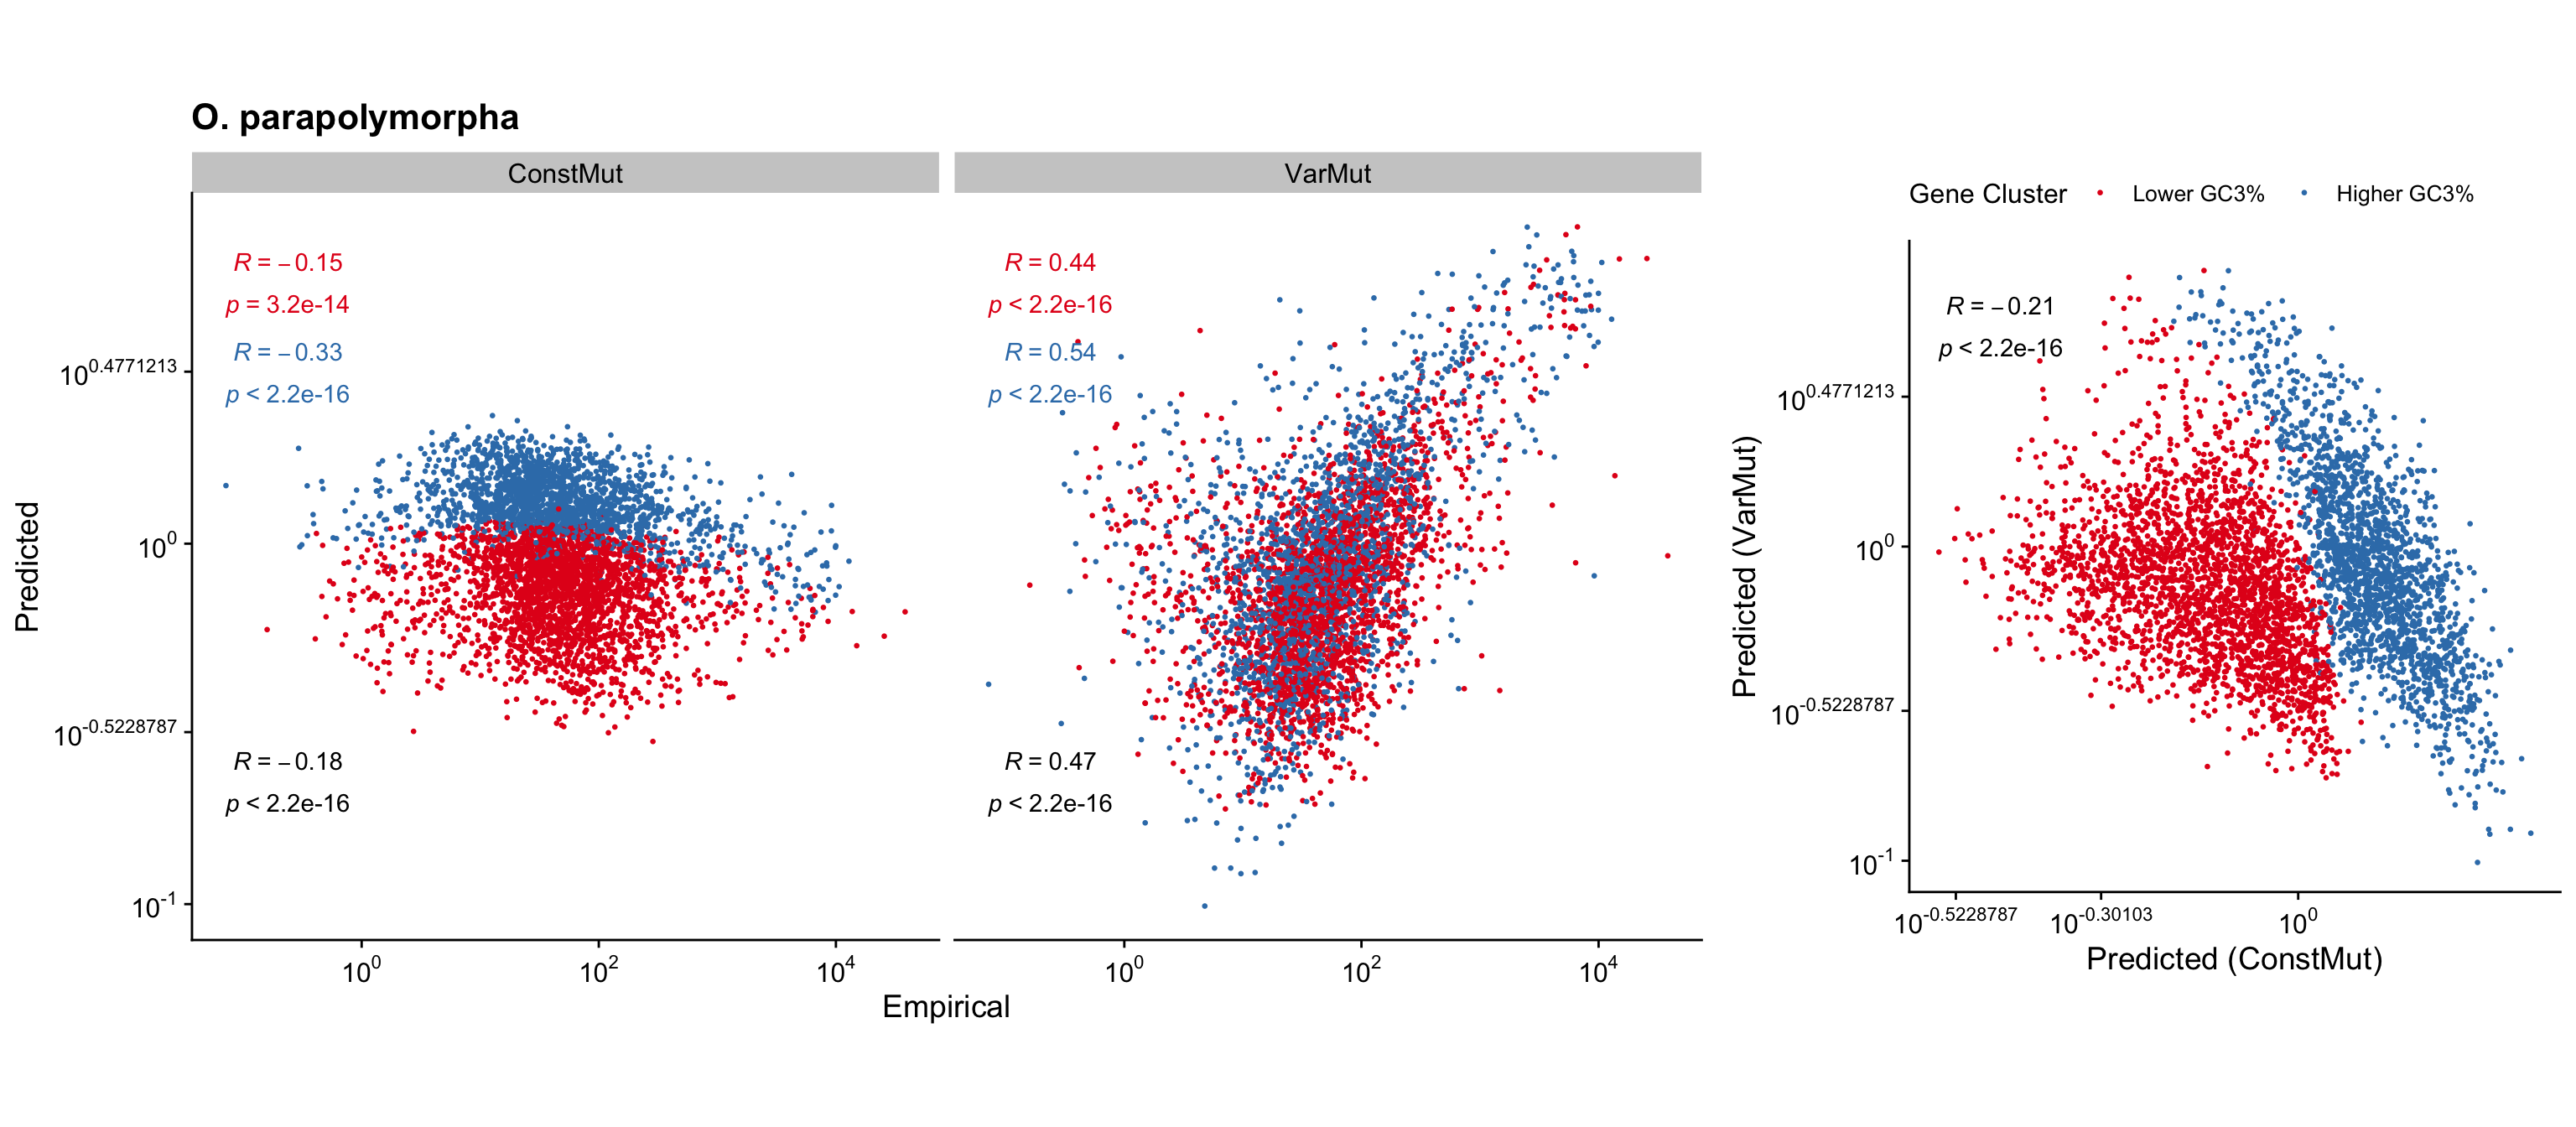 O. parapolymorpha
ConstMut
VarMut
Gene Cluster
Lower GC3%
Higher GC3%
R = −0.15
p = 3.2e-14
R = −0.33
p < 2.2e-16
R = −0.18
p < 2.2e-16
R = 0.44
p < 2.2e-16
R = 0.54
p < 2.2e-16
R = 0.47
p < 2.2e-16
R = −0.21
p < 2.2e-16
Predicted
10^0.4771213
10^0
10^-0.5228787
10^-1
10^0
10^2
10^4
10^0
10^2
10^4
Empirical
Predicted (VarMut)
10^0.4771213
10^0
10^-0.5228787
10^-1
10^-0.5228787
10^-0.30103
10^0
Predicted (ConstMut)